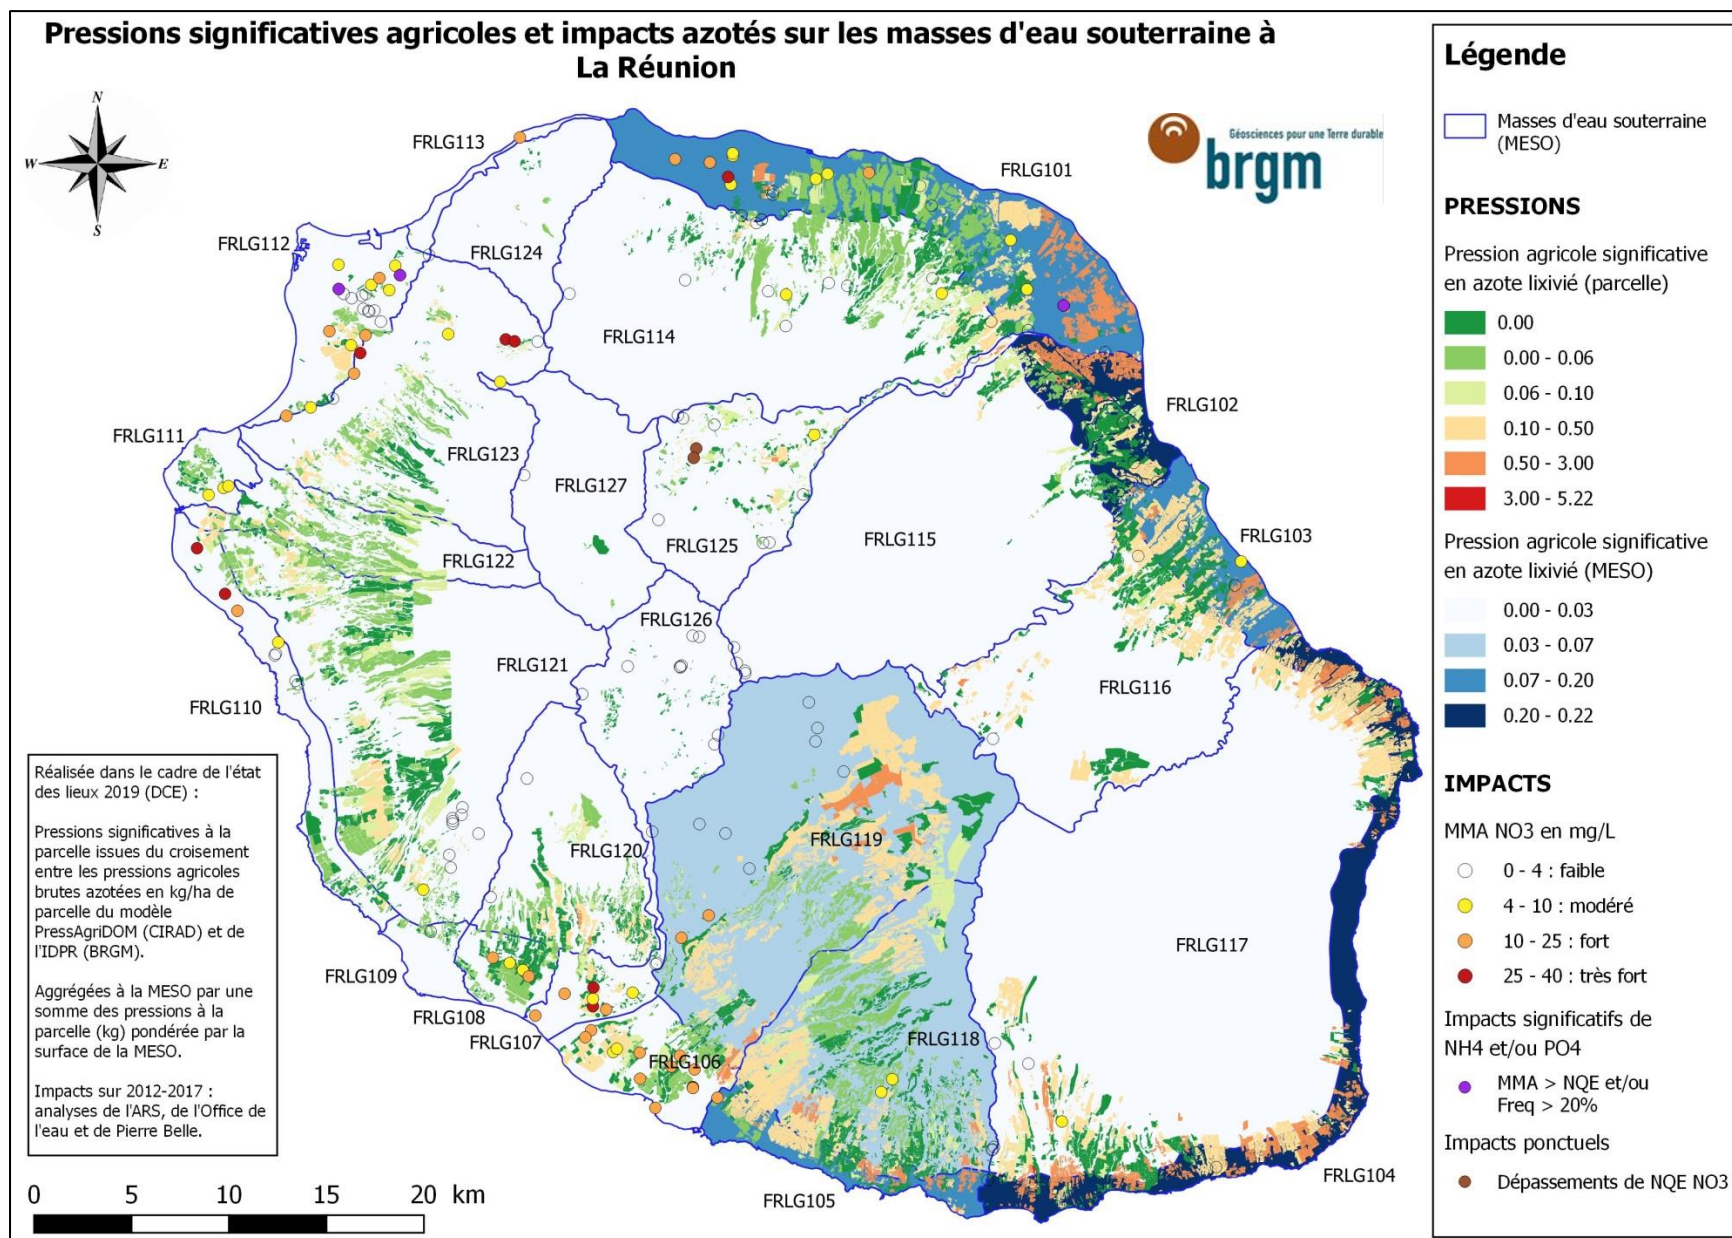 Pressions significatives agricoles et impacts azotés sur les masses d'eau souterraine à
La Réunion
N
W
E
S
Géosciences pour une Terre durable
brgm
FRLG113
FRLG101
FRLG112
FRLG124
FRLG114
FRLG102
FRLG111
FRLG123
FRLG127
FRLG125
FRLG115
FRLG103
FRLG122
FRLG126
FRLG121
FRLG116
FRLG110
FRLG119
FRLG120
FRLG117
FRLG109
FRLG108
FRLG107
FRLG106
FRLG118
FRLG105
FRLG104
Réalisée dans le cadre de l'état
des lieux 2019 (DCE) :
Pressions significatives à la
parcelle issues du croisement
entre les pressions agricoles
brutes azotées en kg/ha de
parcelle du modèle
PressAgriDOM (CIRAD) et de
l'IDPR (BRGM).
Aggrégées à la MESO par une
somme des pressions à la
parcelle (kg) pondérée par la
surface de la MESO.
Impacts sur 2012-2017 :
analyses de l'ARS, de l'Office de
l'eau et de Pierre Belle.
0 5 10 15 20 km
Légende
Masses d'eau souterraine
(MESO)
PRESSIONS
Pression agricole significative
en azote lixivié (parcelle)
0.00
0.00 - 0.06
0.06 - 0.10
0.10 - 0.50
0.50 - 3.00
3.00 - 5.22
Pression agricole significative
en azote lixivié (MESO)
0.00 - 0.03
0.03 - 0.07
0.07 - 0.20
0.20 - 0.22
IMPACTS
MMA NO3 en mg/L
0 - 4 : faible
4 - 10 : modéré
10 - 25 : fort
25 - 40 : très fort
Impacts significatifs de
NH4 et/ou PO4
MMA > NQE et/ou
Freq > 20%
Impacts ponctuels
Dépassements de NQE NO3